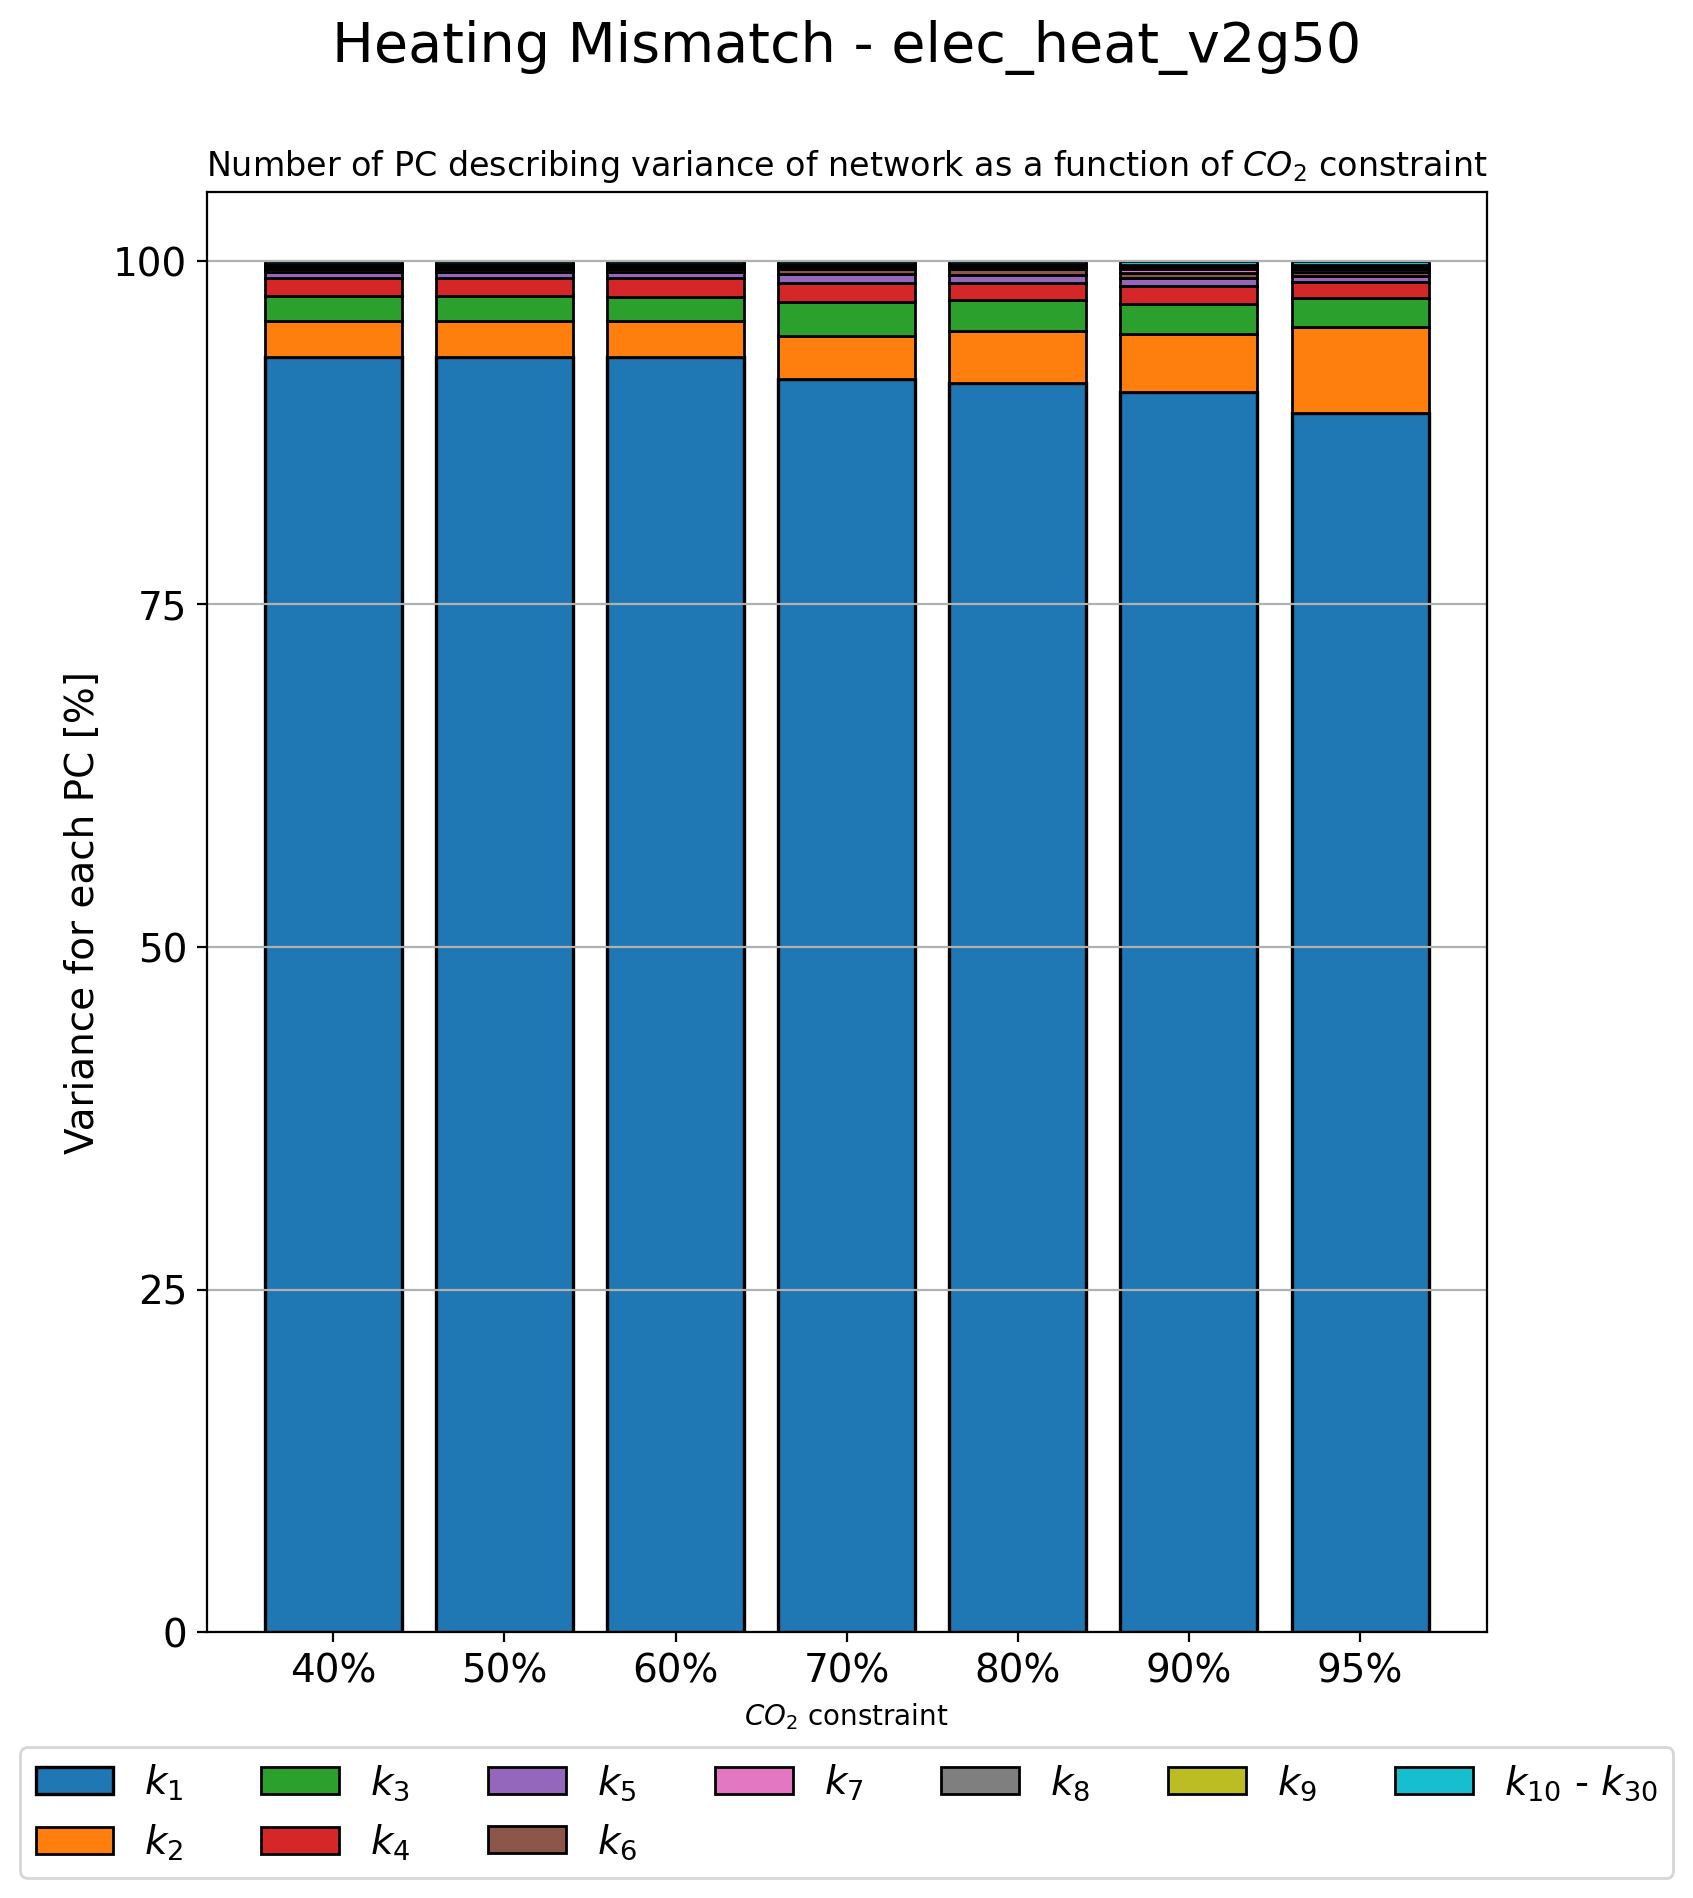 Heating Mismatch - elec_heat_v2g50
Number of PC describing variance of network as a function of CO₂ constraint
Variance for each PC [%]
100
75
50
25
0
40% 50% 60% 70% 80% 90% 95%
CO₂ constraint
k₁ k₃ k₅ k₇ k₈ k₉ k₁₀ - k₃₀
k₂ k₄ k₆